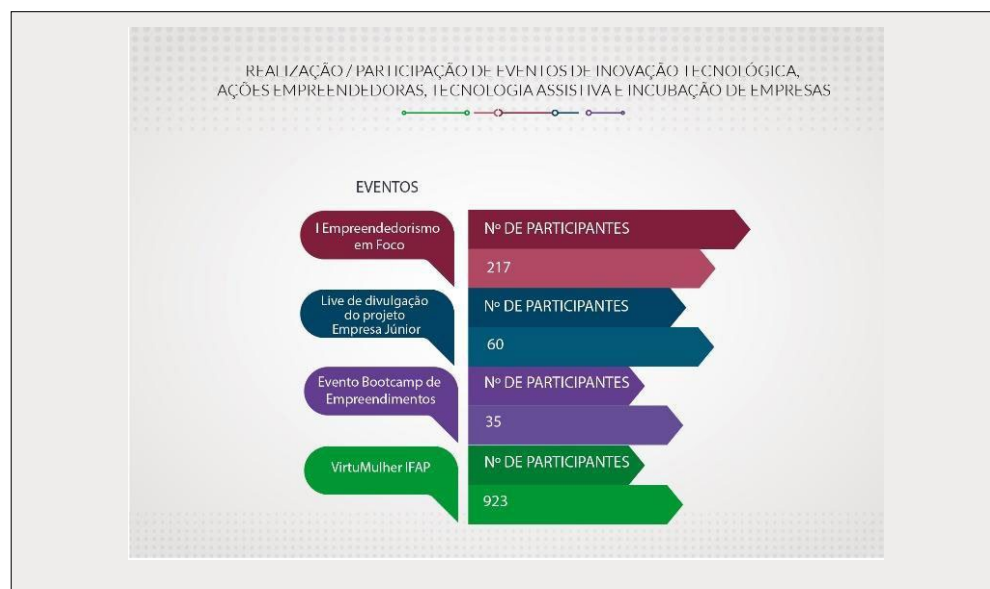 REALIZAÇÃO / PARTICIPAÇÃO DE EVENTOS DE INOVAÇÃO TECNOLÓGICA,
AÇÕES EMPREENDEDORAS, TECNOLOGIA ASSISTIVA E INCUBAÇÃO DE EMPRESAS
EVENTOS
I Empreendedorismo
em Foco
Nº DE PARTICIPANTES
217
Live de divulgação
do projeto
Empresa Júnior
Nº DE PARTICIPANTES
60
Evento Bootcamp de
Empreendimentos
Nº DE PARTICIPANTES
35
VirtuMulher IFAP
Nº DE PARTICIPANTES
923